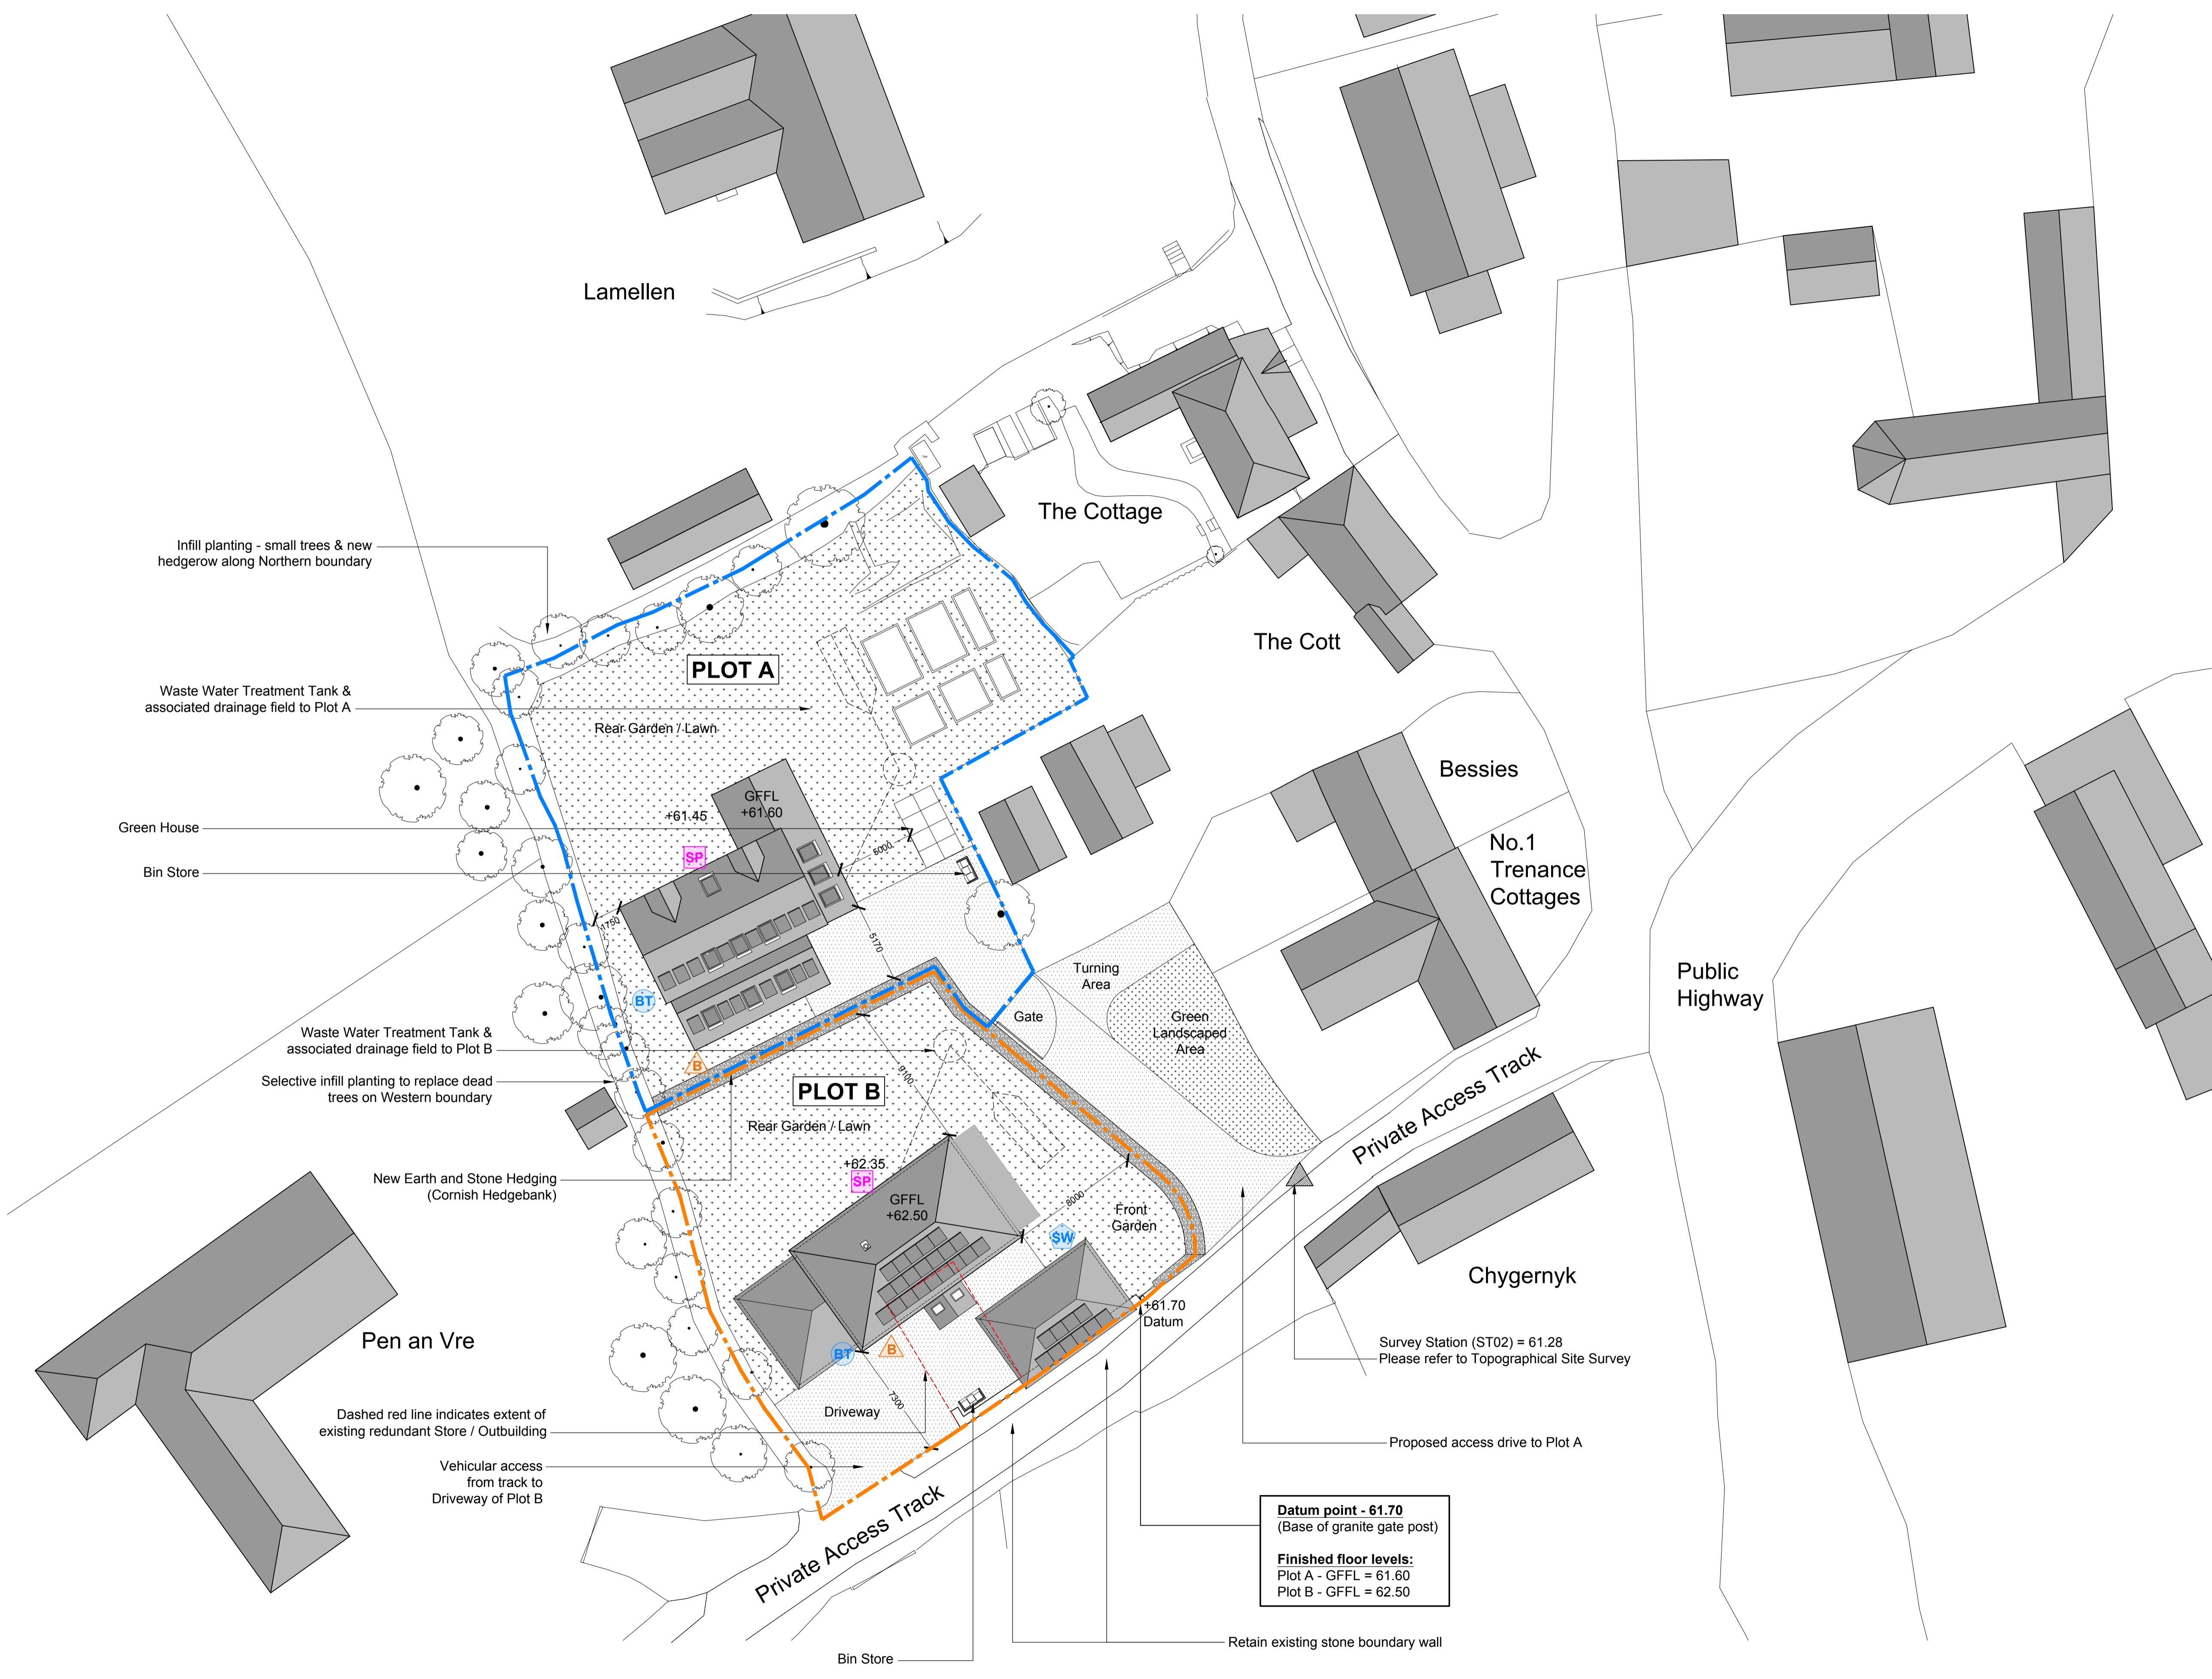 Lamellen
The Cottage
Infill planting - small trees & new
hedgerow along Northern boundary
The Cott
PLOT A
Waste Water Treatment Tank &
associated drainage field to Plot A
Rear Garden / Lawn
Bessies
GFFL
+61.60
+61.45
Green House
No.1
Trenance
Cottages
6000
SP
Bin Store
1750
5170
Turning
Area
Public
Highway
BT
Gate
Green
Landscaped
Area
Waste Water Treatment Tank &
associated drainage field to Plot B
B
9100
Selective infill planting to replace dead
trees on Western boundary
PLOT B
Private Access Track
Rear Garden / Lawn
+62.35
SP
New Earth and Stone Hedging
(Cornish Hedgebank)
GFFL
+62.50
8000
Front
Garden
SW
Chygernyk
+61.70
Datum
Pen an Vre
BT
B
Survey Station (ST02) = 61.28
Please refer to Topographical Site Survey
7300
Driveway
Dashed red line indicates extent of
existing redundant Store / Outbuilding
Proposed access drive to Plot A
Vehicular access
from track to
Driveway of Plot B
Private Access Track
Datum point - 61.70
(Base of granite gate post)
Finished floor levels:
Plot A - GFFL = 61.60
Plot B - GFFL = 62.50
Retain existing stone boundary wall
Bin Store